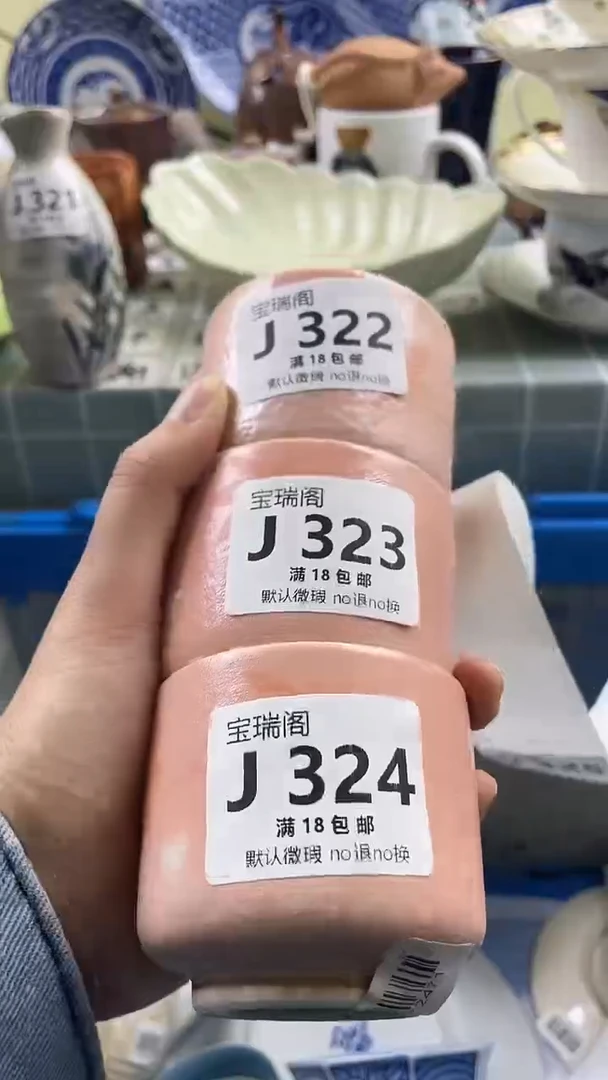 J 321
宝瑞阁
J 322
满 18 包 邮
默认微瑕 no退no换
宝瑞阁
J 323
满 18 包 邮
默认微瑕 no退no换
宝瑞阁
J 324
满 18 包 邮
默认微瑕 no退no换